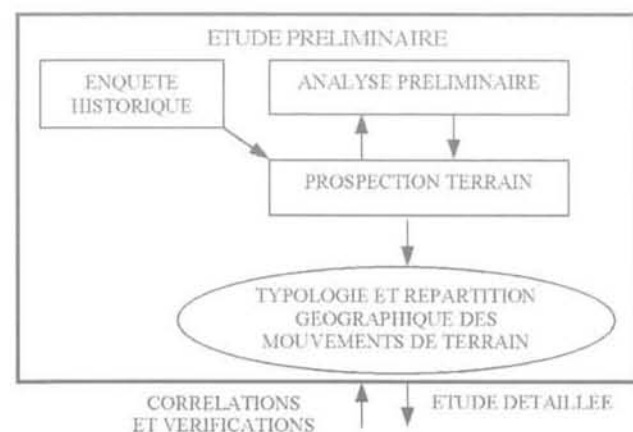 ETUDE PRELIMINAIRE
ENQUETE
HISTORIQUE
ANALYSE PRELIMINAIRE
PROSPECTION TERRAIN
TYPOLOGIE ET REPARTITION
GEOGRAPHIQUE DES
MOUVEMENTS DE TERRAIN
CORRELATIONS
ET VERIFICATIONS
ETUDE DETAILLEE